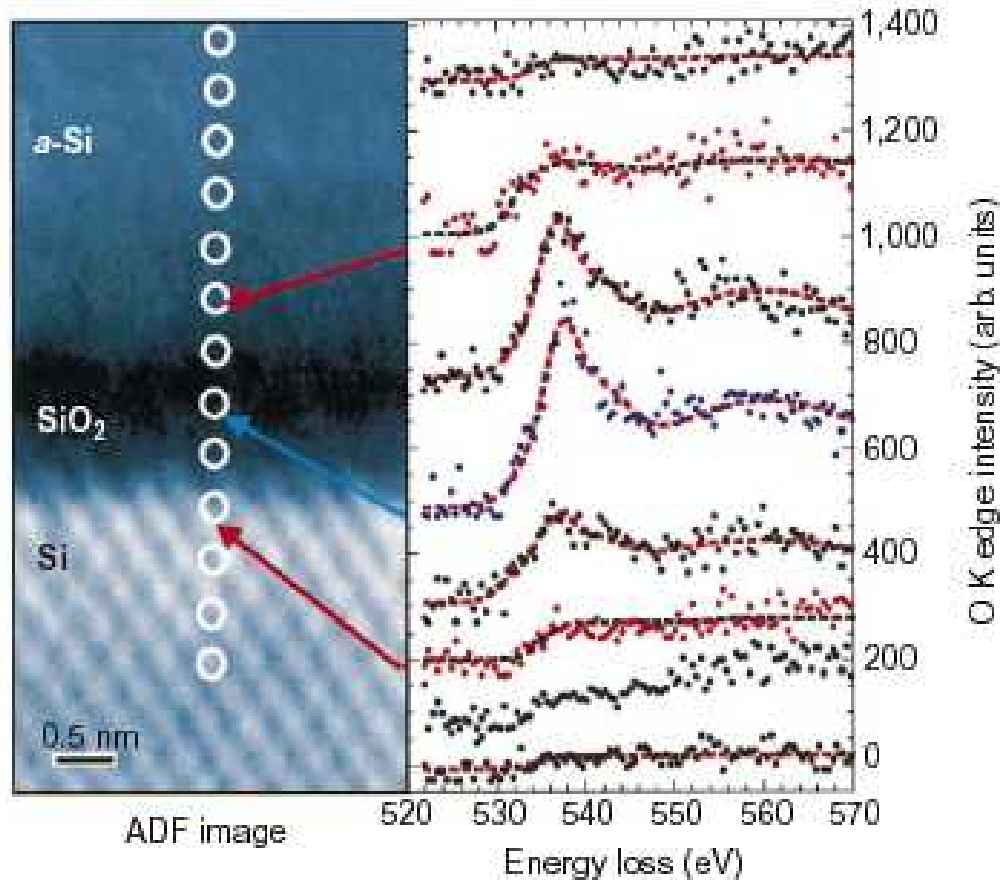 a-Si
SiO₂
Si
0.5 nm
ADF image
1,400
1,200
1,000
800
600
400
200
0
O K edge intensity (arb. units)
520 530 540 550 560 570
Energy loss (eV)